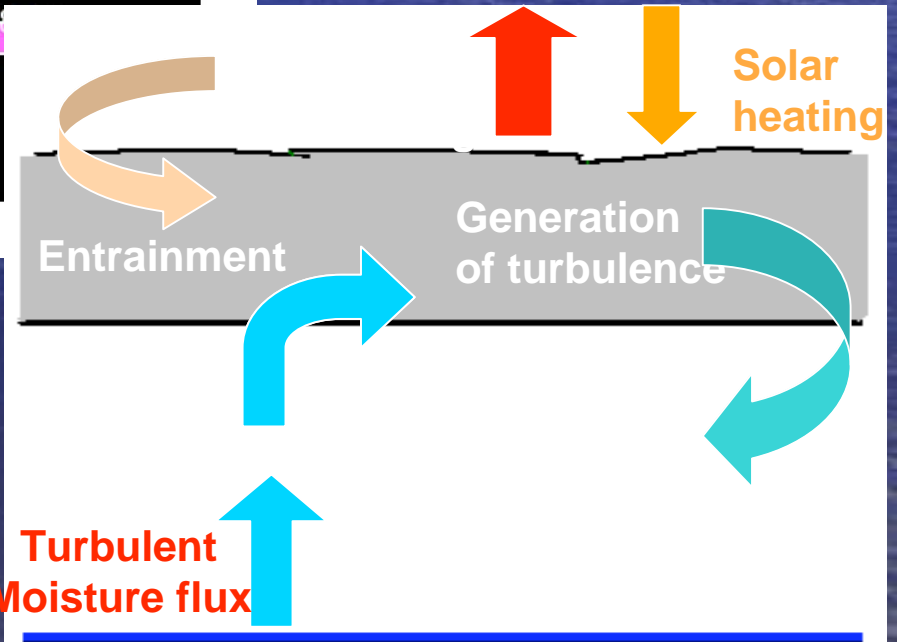 Solar
heating
Generation
of turbulence
Entrainment
Turbulent
Moisture flux